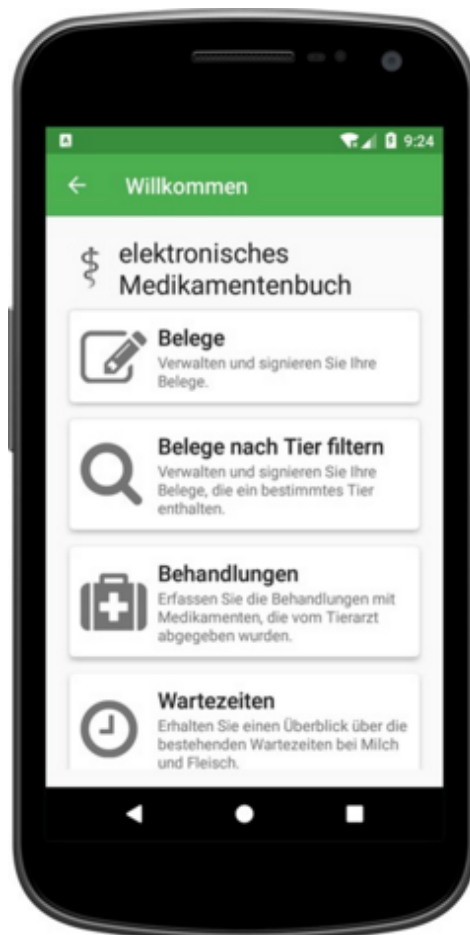 9:24
Willkommen
elektronisches
Medikamentenbuch
Belege
Verwalten und signieren Sie Ihre
Belege.
Belege nach Tier filtern
Verwalten und signieren Sie Ihre
Belege, die ein bestimmtes Tier
enthalten.
Behandlungen
Erfassen Sie die Behandlungen mit
Medikamenten, die vom Tierarzt
abgegeben wurden.
Wartezeiten
Erhalten Sie einen Überblick über die
bestehenden Wartezeiten bei Milch
und Fleisch.